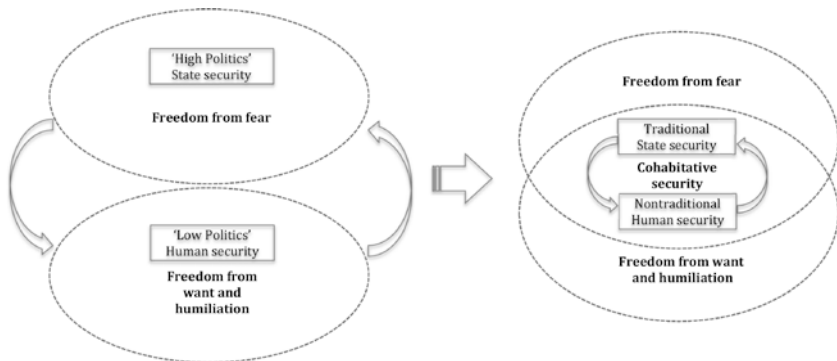 ‘High Politics’
State security
Freedom from fear
‘Low Politics’
Human security
Freedom from
want and
humiliation
Freedom from fear
Traditional
State security
Cohabitative
security
Nontraditional
Human security
Freedom from want
and humiliation